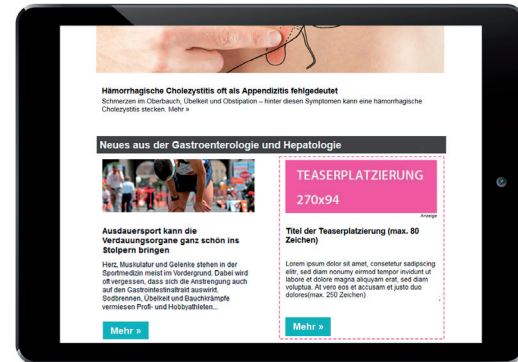 Hämorrhagische Cholezystitis oft als Appendizitis fehlgedeutet
Schmerzen im Oberbauch, Übelkeit und Obstipation – hinter diesen Symptomen kann eine hämorrhagische
Cholezystitis stecken. Mehr »
Neues aus der Gastroenterologie und Hepatologie
Ausdauersport kann die
Verdauungsorgane ganz schön ins
Stolpern bringen
Herz, Muskulatur und Gelenke stehen in der
Sportmedizin meist im Vordergrund. Dabei wird
oft vergessen, dass sich die Anstrengung auch
auf den Gastrointestinaltrakt auswirkt.
Sodbrennen, Übelkeit und Bauchkrämpfe
vermiesen Profi- und Hobbyathleten...
Mehr »
TEASERPLATZIERUNG
270x94
Anzeige
Titel der Teaserplatzierung (max. 80
Zeichen)
Lorem ipsum dolor sit amet, consetetur sadipscing
elitr, sed diam nonumy eirmod tempor invidunt ut
labore et dolore magna aliquyam erat, sed diam
voluptua. At vero eos et accusam et justo duo
dolores(max. 250 Zeichen)
Mehr »